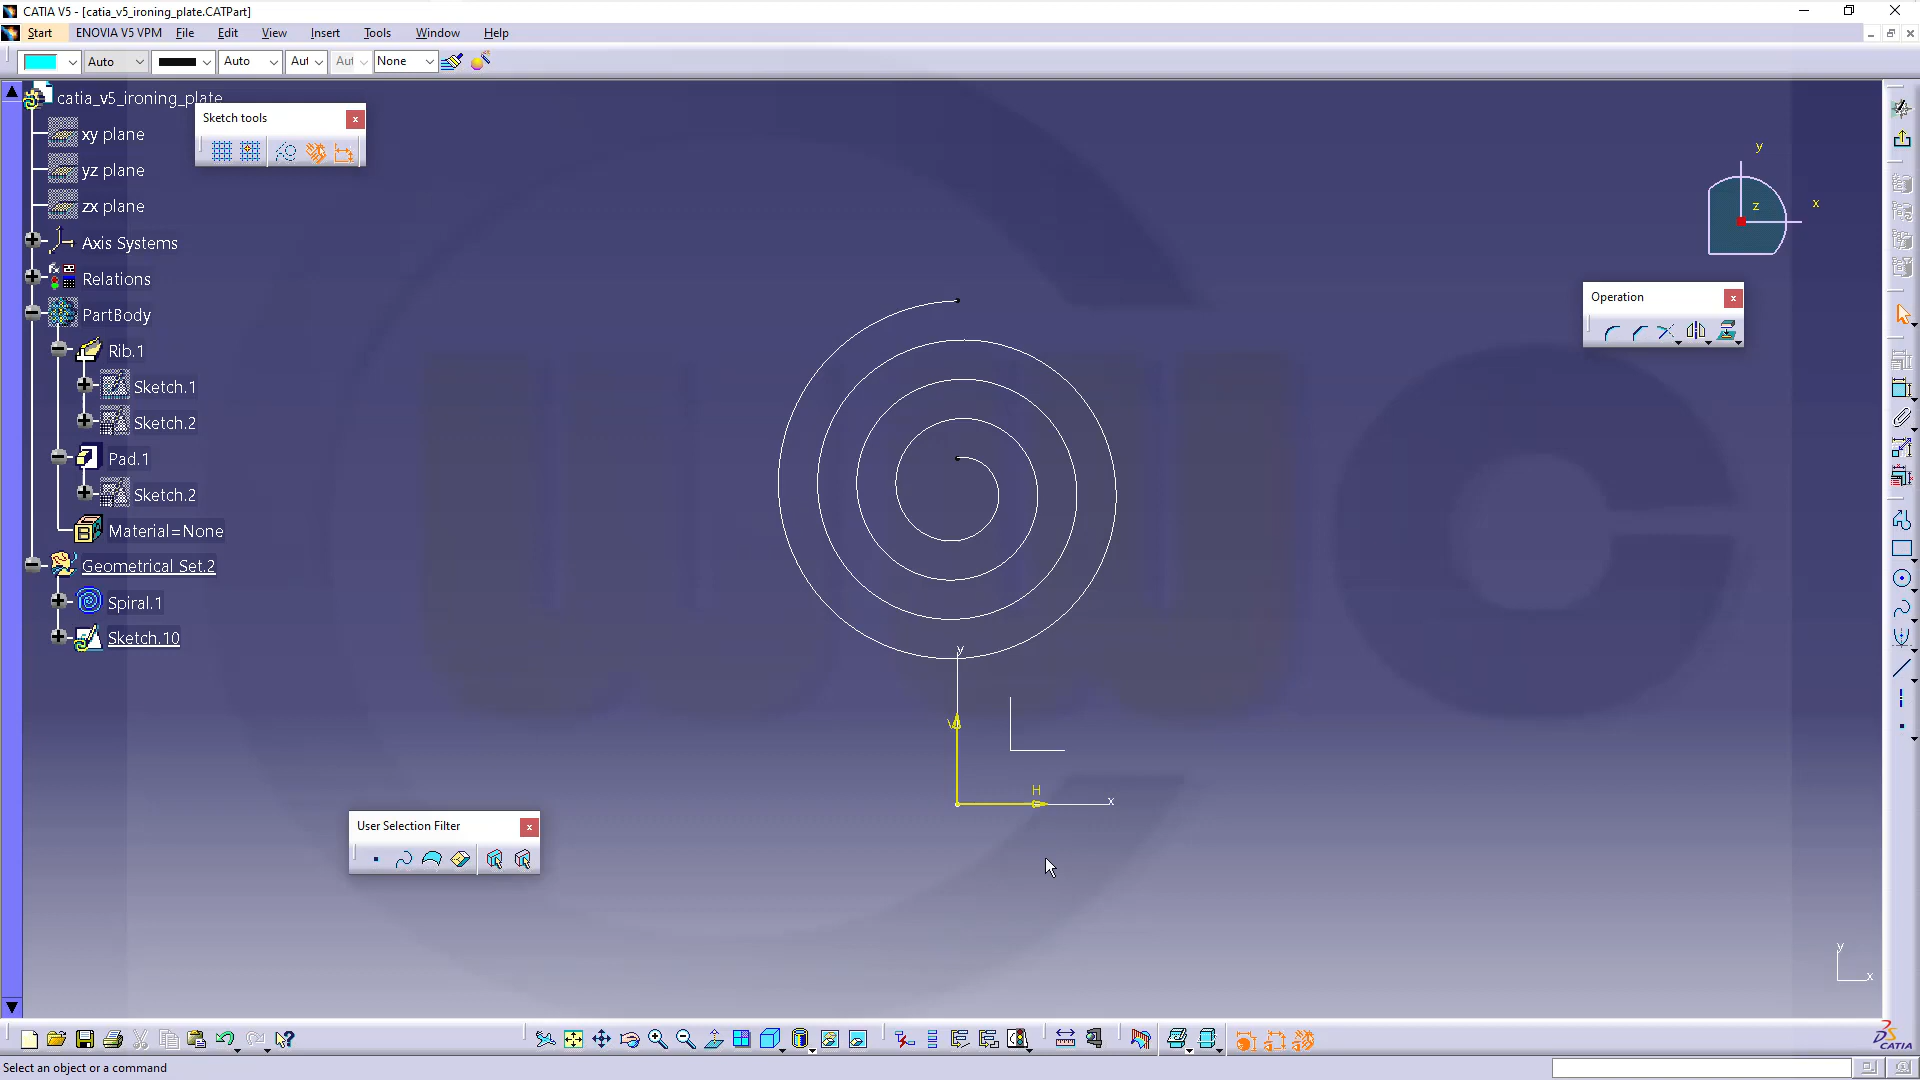 CATIA V5 - [catia_v5_ironing_plate.CATPart]
Start ENOVIA V5 VPM File Edit View Insert Tools Window Help
Auto Auto Aut Aut None
catia_v5_ironing_plate
Sketch tools
xy plane
yz plane
zx plane
Axis Systems
Relations
PartBody
Rib.1
Sketch.1
Sketch.2
Pad.1
Sketch.2
Material=None
Geometrical Set.2
Spiral.1
Sketch.10
y
x
z
Operation
y
V
H
x
User Selection Filter
y
x
CATIA
Select an object or a command